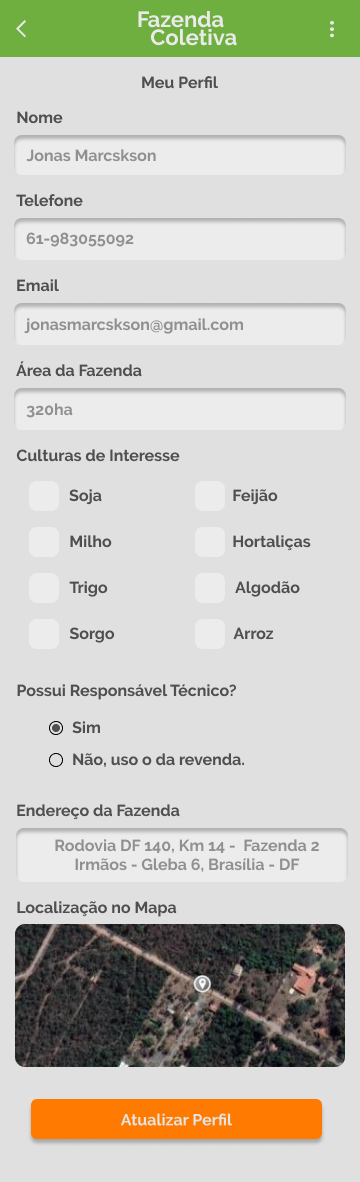 Fazenda
Coletiva
Meu Perfil
Nome
Jonas Marcskson
Telefone
61-983055092
Email
jonasmarcskson@gmail.com
Área da Fazenda
320ha
Culturas de Interesse
Soja
Feijão
Milho
Hortaliças
Trigo
Algodão
Sorgo
Arroz
Possui Responsável Técnico?
Sim
Não, uso o da revenda.
Endereço da Fazenda
Rodovia DF 140, Km 14 - Fazenda 2
Irmãos - Gleba 6, Brasília - DF
Localização no Mapa
Atualizar Perfil